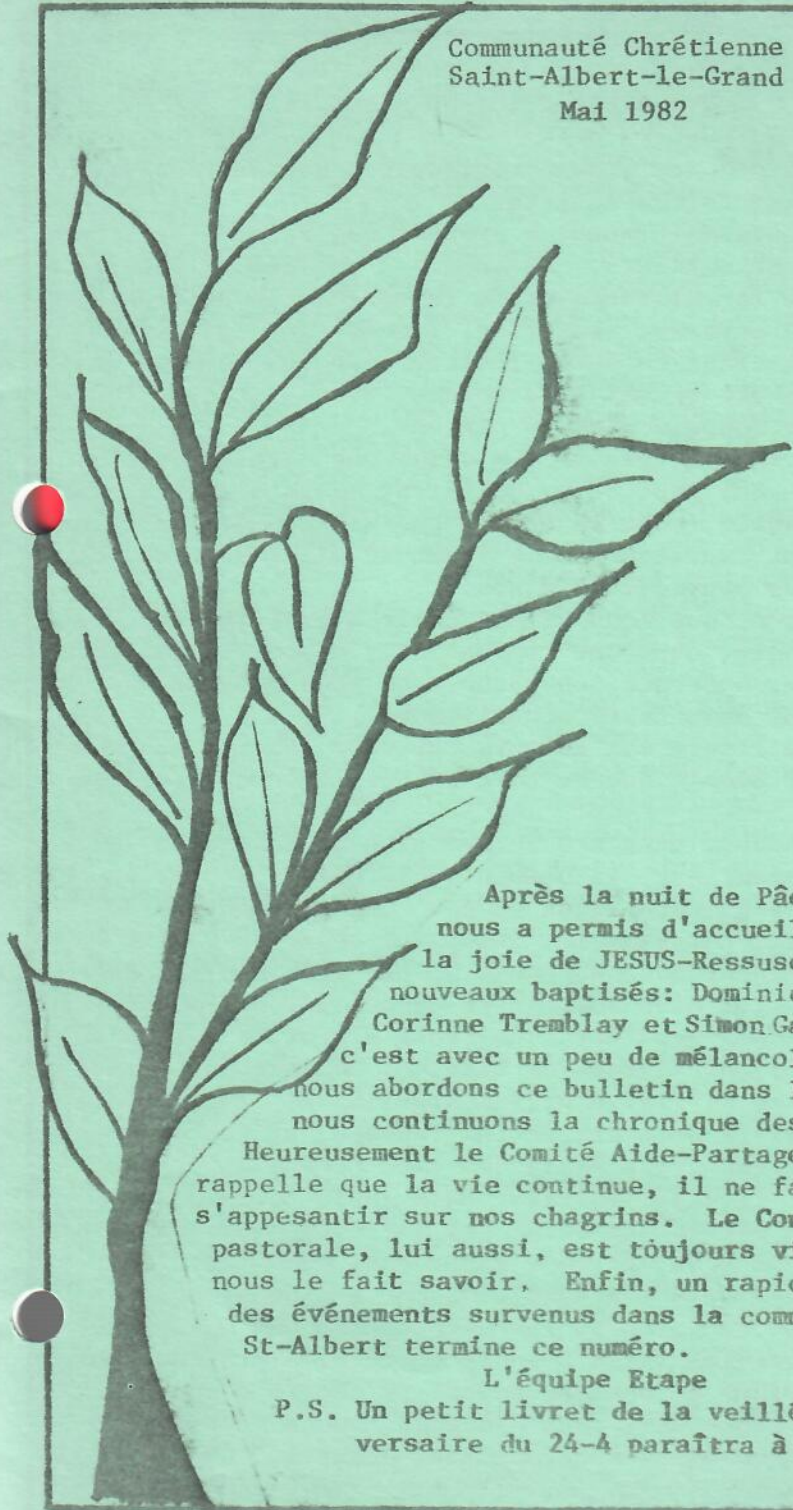 Communauté Chrétienne
Saint-Albert-le-Grand
Mai 1982
Après la nuit de Pâ
nous a permis d'accueil
la joie de JESUS-Ressusc
nouveaux baptisés: Domini
Corinne Tremblay et Simon Ga
c'est avec un peu de mélancol
nous abordons ce bulletin dans l
nous continuons la chronique des
Heureusement le Comité Aide-Partage
rappelle que la vie continue, il ne fa
s'appesantir sur nos chagrins. Le Co
pastorale, lui aussi, est toujours vi
nous le fait savoir. Enfin, un rapi
des événements survenus dans la com
St-Albert termine ce numéro.
L'équipe Etape
P.S. Un petit livret de la veillé
versaire du 24-4 paraîtra à